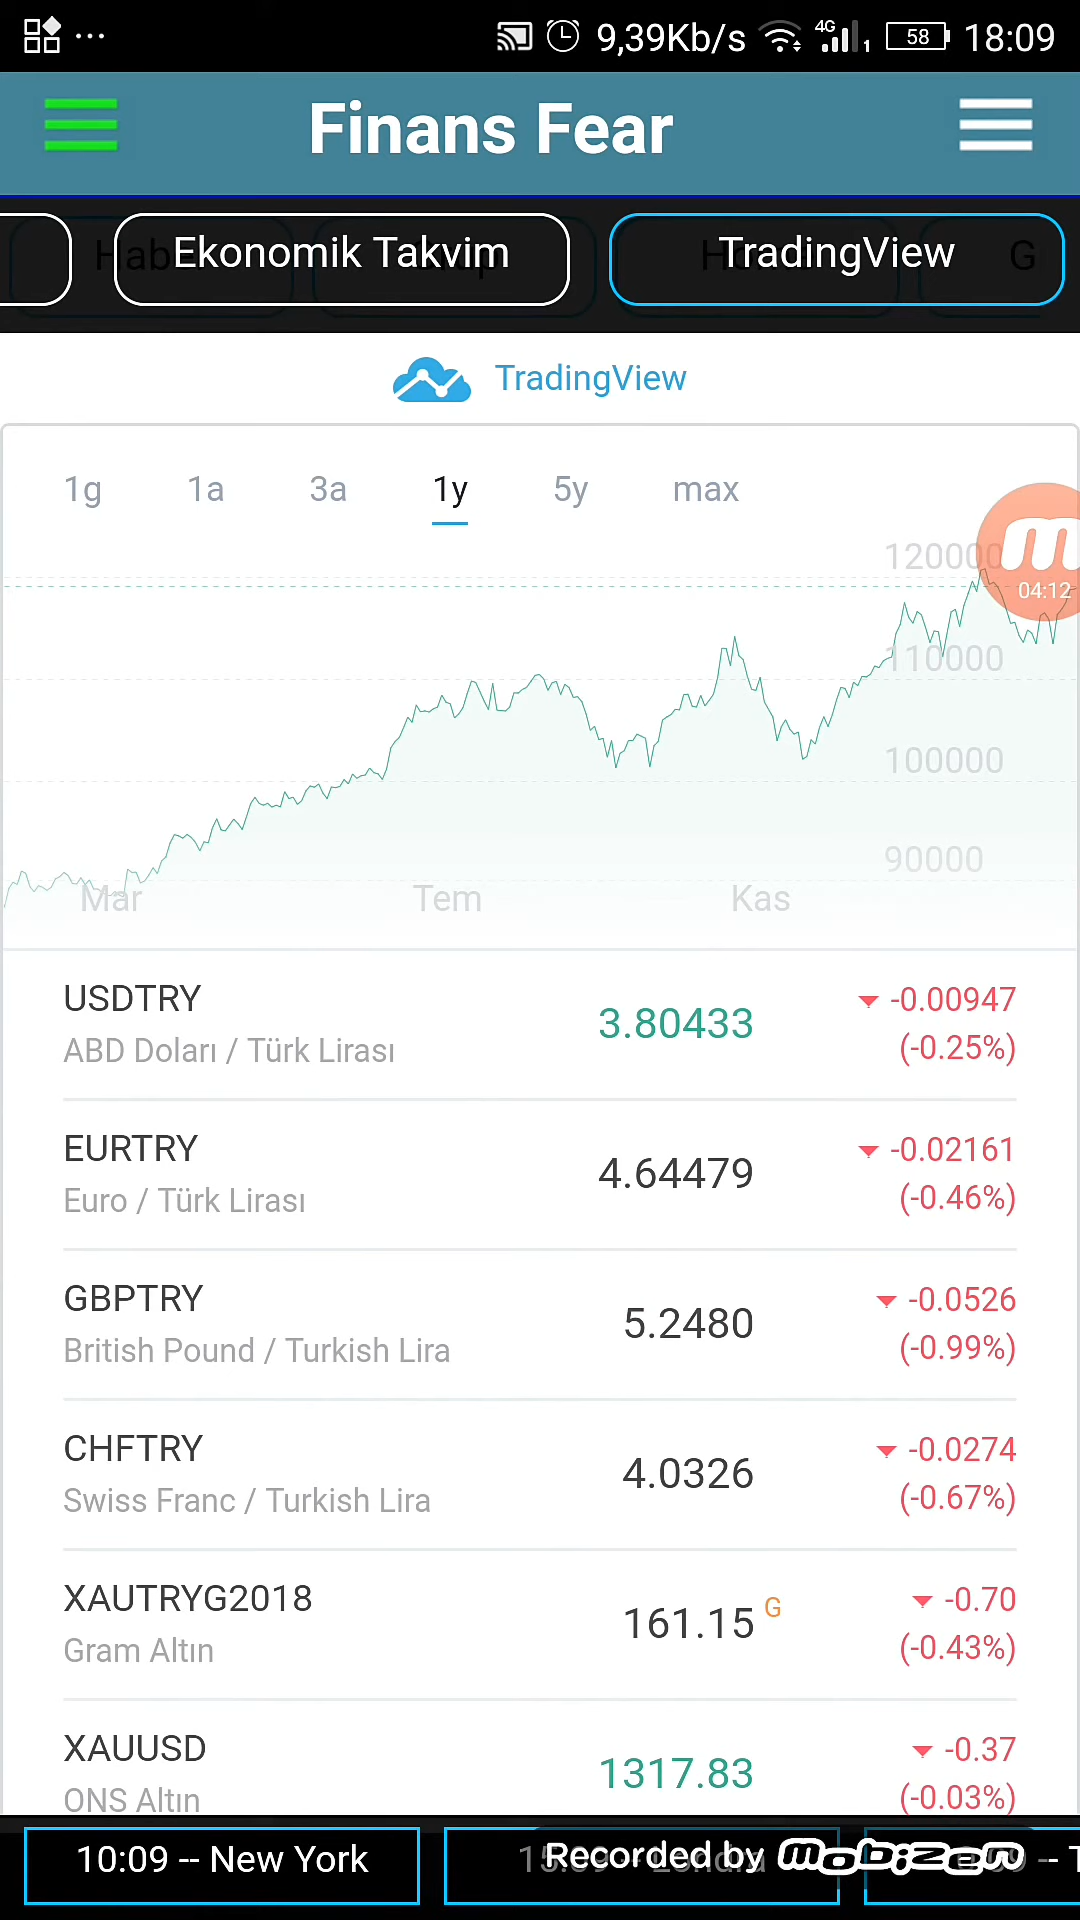 9,39Kb/s 4G 1 58 18:09
Finans Fear
Ekonomik Takvim TradingView G
TradingView
1g 1a 3a 1y 5y max
120000
04:12
110000
100000
90000
Mar Tem Kas
USDTRY 3.80433 -0.00947
ABD Doları / Türk Lirası (-0.25%)
EURTRY 4.64479 -0.02161
Euro / Türk Lirası (-0.46%)
GBPTRY 5.2480 -0.0526
British Pound / Turkish Lira (-0.99%)
CHFTRY 4.0326 -0.0274
Swiss Franc / Turkish Lira (-0.67%)
XAUTRYG2018 161.15 G -0.70
Gram Altın (-0.43%)
XAUUSD 1317.83 -0.37
ONS Altın (-0.03%)
10:09 -- New York
Recorded by mobizen